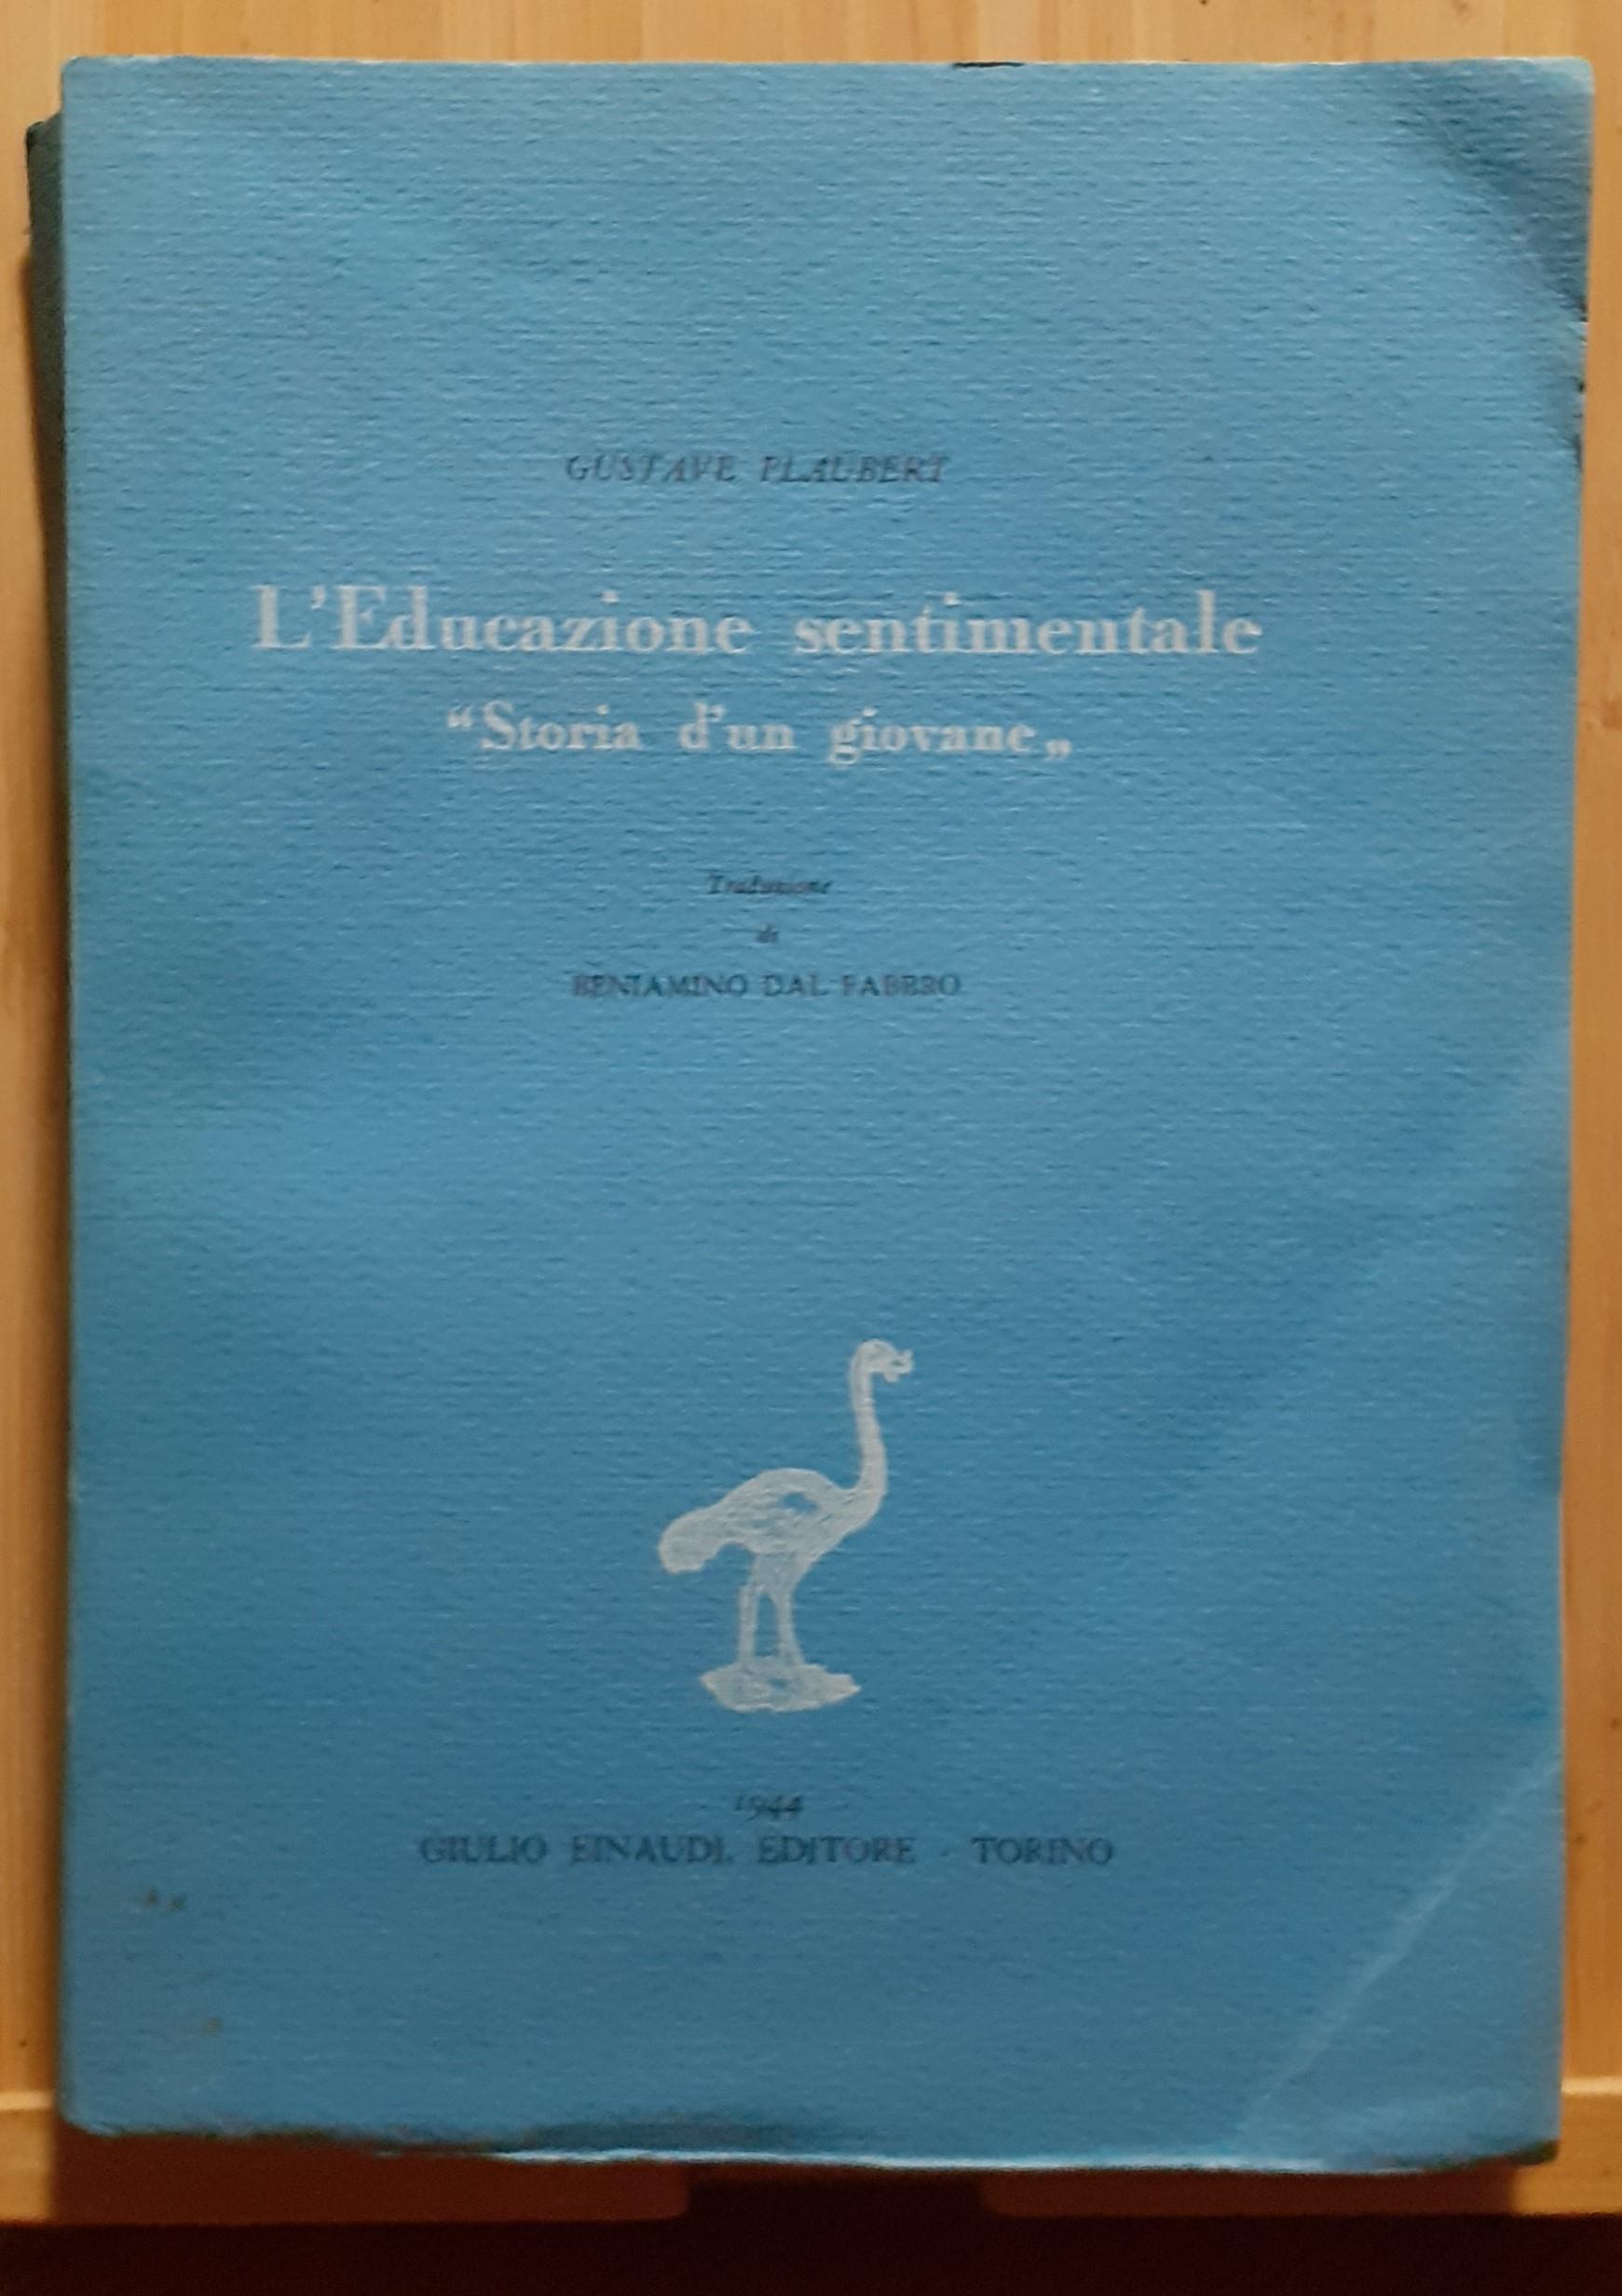 GUSTAVE FLAUBERT
L'Educazione sentimentale
“Storia d'un giovane„
Traduzione
di
BENIAMINO DAL FABBRO
1944
GIULIO EINAUDI. EDITORE - TORINO